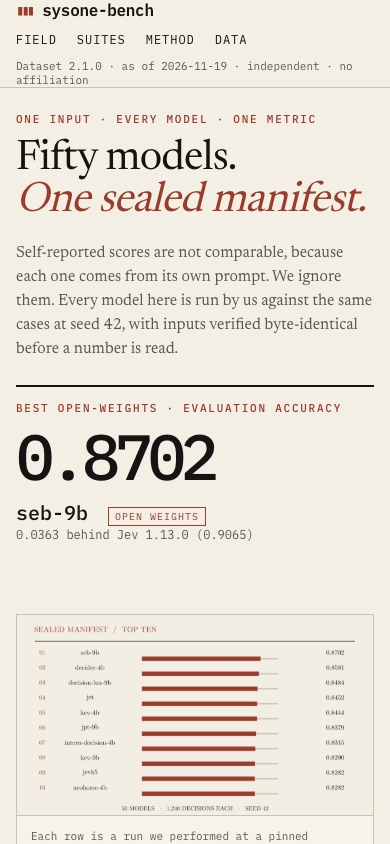 sysone-bench
FIELD SUITES METHOD DATA
Dataset 2.1.0 · as of 2026-11-19 · independent · no
affiliation
ONE INPUT · EVERY MODEL · ONE METRIC
Fifty models.
One sealed manifest.
Self-reported scores are not comparable, because
each one comes from its own prompt. We ignore
them. Every model here is run by us against the same
cases at seed 42, with inputs verified byte-identical
before a number is read.
BEST OPEN-WEIGHTS · EVALUATION ACCURACY
0.8702
seb-9b OPEN WEIGHTS
0.0363 behind Jev 1.13.0 (0.9065)
SEALED MANIFEST / TOP TEN
01 seb-9b 0.8702
02 decider-4b 0.8581
03 decision-lux-9b 0.8484
04 jet 0.8452
05 kev-4b 0.8444
06 jpt-9b 0.8379
07 intern-decision-4b 0.8315
08 kev-9b 0.8290
09 jevk5 0.8282
10 neohorse-4b 0.8282
MODELS · 1,240 DECISIONS EACH · SEED 42
Each row is a run we performed at a pinned